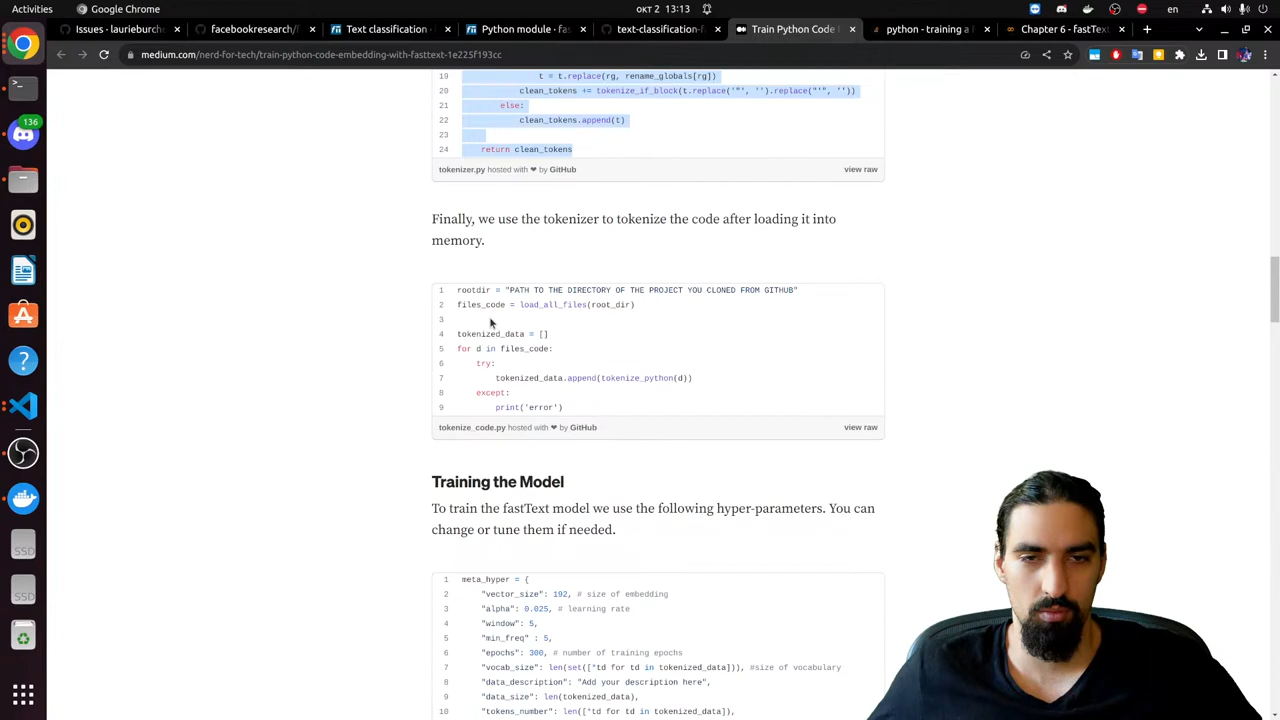 Activities
Google Chrome
окт 2 13:13
en
Issues · laurieburch
facebookresearch/
Text classification
Python module · fas
text-classification-f
Train Python Code E
python - training a F
Chapter 6 - fastText
medium.com/nerd-for-tech/train-python-code-embedding-with-fasttext-1e225f193cc
136
SSD
SSD
19 t = t.replace(rg, rename_globals[rg])
20 clean_tokens += tokenize_if_block(t.replace('"', '').replace("'", ''))
21 else:
22 clean_tokens.append(t)
23
24 return clean_tokens
tokenizer.py hosted with ❤ by GitHub
view raw
Finally, we use the tokenizer to tokenize the code after loading it into
memory.
1 rootdir = "PATH TO THE DIRECTORY OF THE PROJECT YOU CLONED FROM GITHUB"
2 files_code = load_all_files(root_dir)
3
4 tokenized_data = []
5 for d in files_code:
6 try:
7 tokenized_data.append(tokenize_python(d))
8 except:
9 print('error')
tokenize_code.py hosted with ❤ by GitHub
view raw
Training the Model
To train the fastText model we use the following hyper-parameters. You can
change or tune them if needed.
1 meta_hyper = {
2 "vector_size": 192, # size of embedding
3 "alpha": 0.025, # learning rate
4 "window": 5,
5 "min_freq" : 5,
6 "epochs": 300, # number of training epochs
7 "vocab_size": len(set([*td for td in tokenized_data])), #size of vocabulary
8 "data_description": "Add your description here",
9 "data_size": len(tokenized_data),
10 "tokens_number": len([*td for td in tokenized_data]),